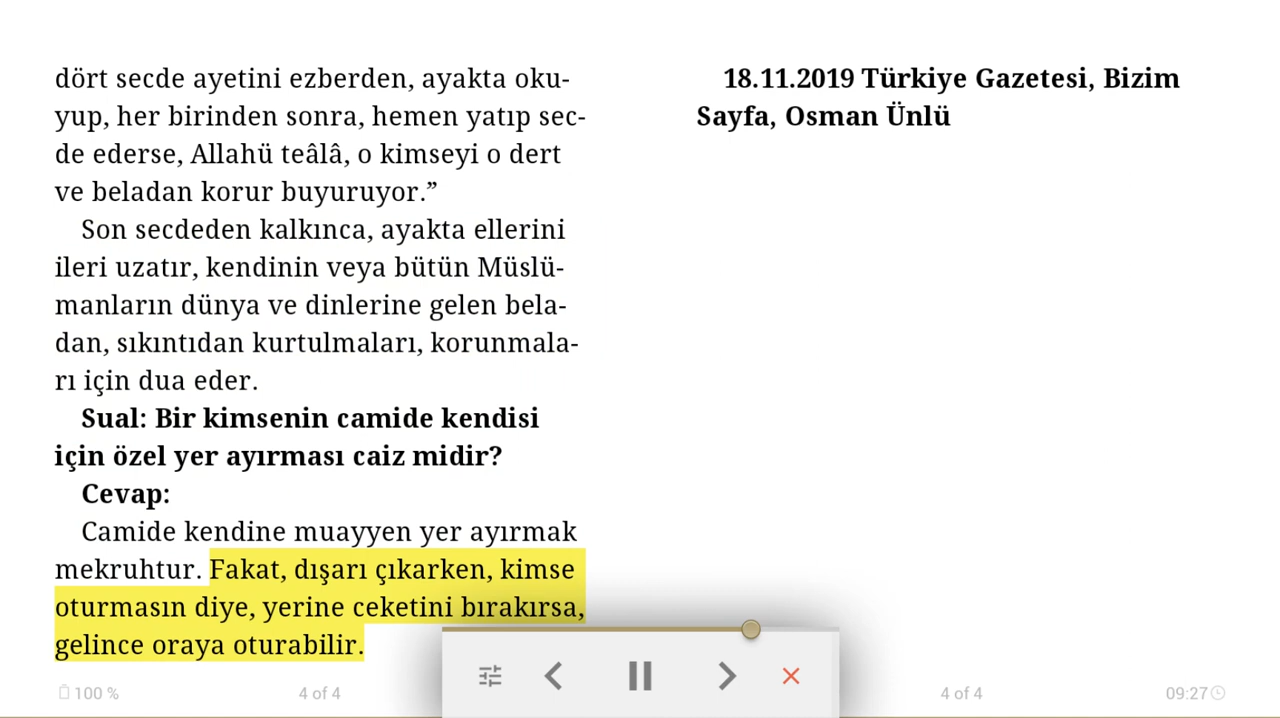 dört secde ayetini ezberden, ayakta oku-
yup, her birinden sonra, hemen yatıp sec-
de ederse, Allahü teâlâ, o kimseyi o dert
ve beladan korur buyuruyor.”
Son secdeden kalkınca, ayakta ellerini
ileri uzatır, kendinin veya bütün Müslü-
manların dünya ve dinlerine gelen bela-
dan, sıkıntıdan kurtulmaları, korunmala-
rı için dua eder.
Sual: Bir kimsenin camide kendisi
için özel yer ayırması caiz midir?
Cevap:
Camide kendine muayyen yer ayırmak
mekruhtur. Fakat, dışarı çıkarken, kimse
oturmasın diye, yerine ceketini bırakırsa,
gelince oraya oturabilir.
18.11.2019 Türkiye Gazetesi, Bizim
Sayfa, Osman Ünlü
100 %
4 of 4
4 of 4
09:27